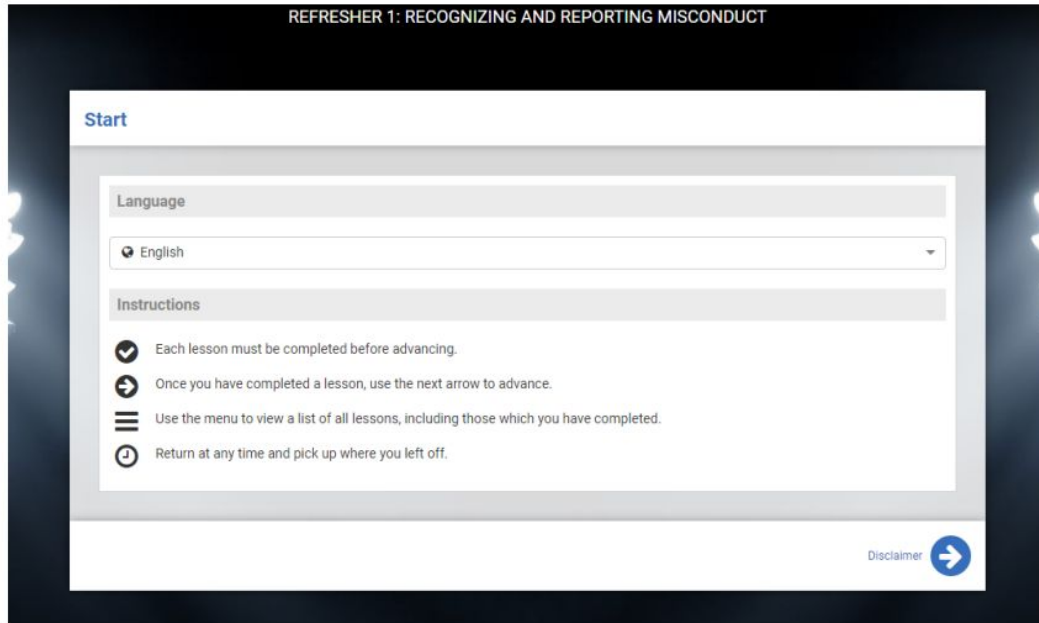 REFRESHER 1: RECOGNIZING AND REPORTING MISCONDUCT
Start
Language
English
Instructions
Each lesson must be completed before advancing.
Once you have completed a lesson, use the next arrow to advance.
Use the menu to view a list of all lessons, including those which you have completed.
Return at any time and pick up where you left off.
Disclaimer